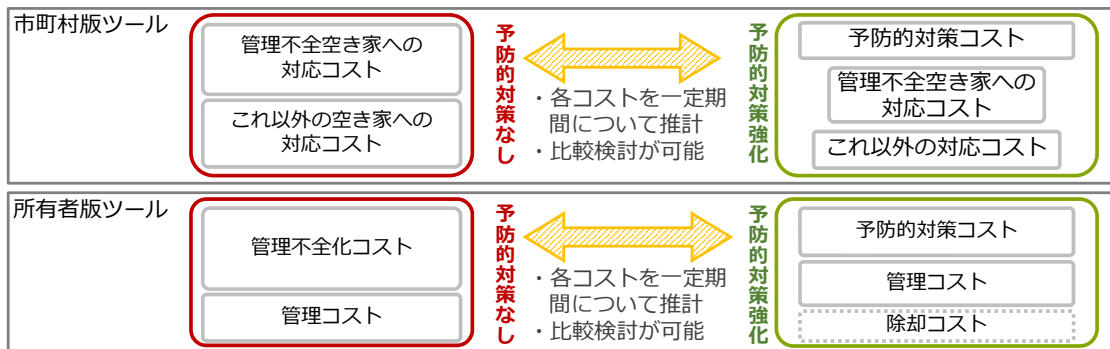 市町村版ツール
管理不全空き家への
対応コスト
これ以外の空き家への
対応コスト
予防的対策なし
・各コストを一定期
間について推計
・比較検討が可能
予防的対策強化
予防的対策コスト
管理不全空き家への
対応コスト
これ以外の対応コスト
所有者版ツール
管理不全化コスト
管理コスト
予防的対策なし
・各コストを一定期
間について推計
・比較検討が可能
予防的対策強化
予防的対策コスト
管理コスト
除却コスト